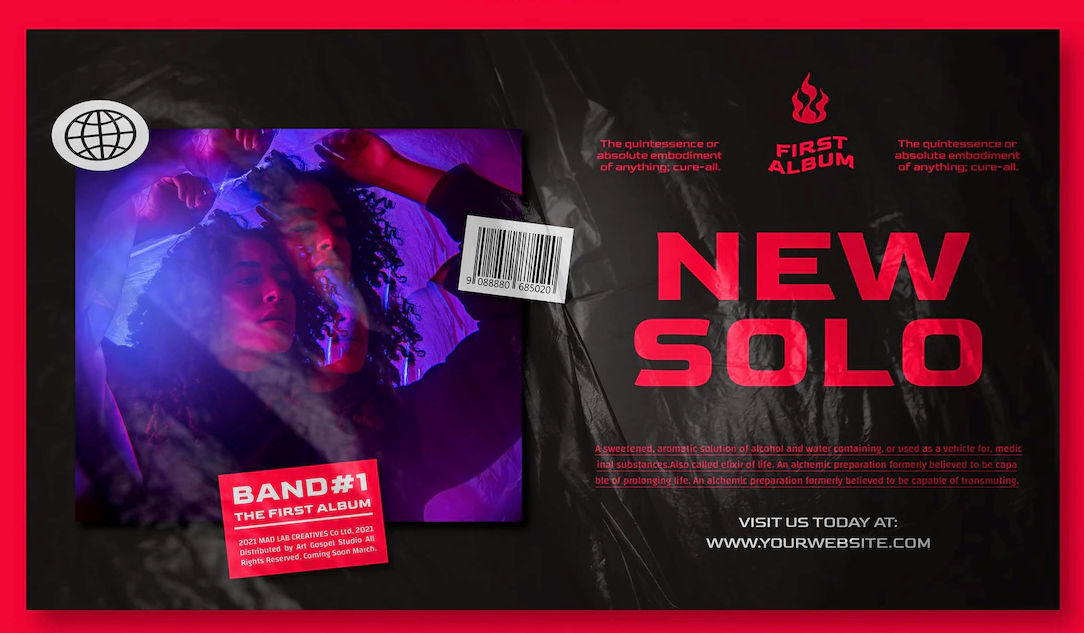 The quintessence or
absolute embodiment
of anything; cure-all.
FIRST
ALBUM
The quintessence or
absolute embodiment
of anything; cure-all.
9 088880 685020
NEW
SOLO
A sweetened, aromatic solution of alcohol and water containing, or used as a vehicle for, medic
inal substances.Also called elixir of life. An alchemic preparation formerly believed to be capa
ble of prolonging life. An alchemic preparation formerly believed to be capable of transmuting.
BAND#1
THE FIRST ALBUM
2021 MAD LAB CREATIVES Co Ltd. 2021
Distributed by Art Gospel Studio All
Rights Reserved. Coming Soon March.
VISIT US TODAY AT:
WWW.YOURWEBSITE.COM